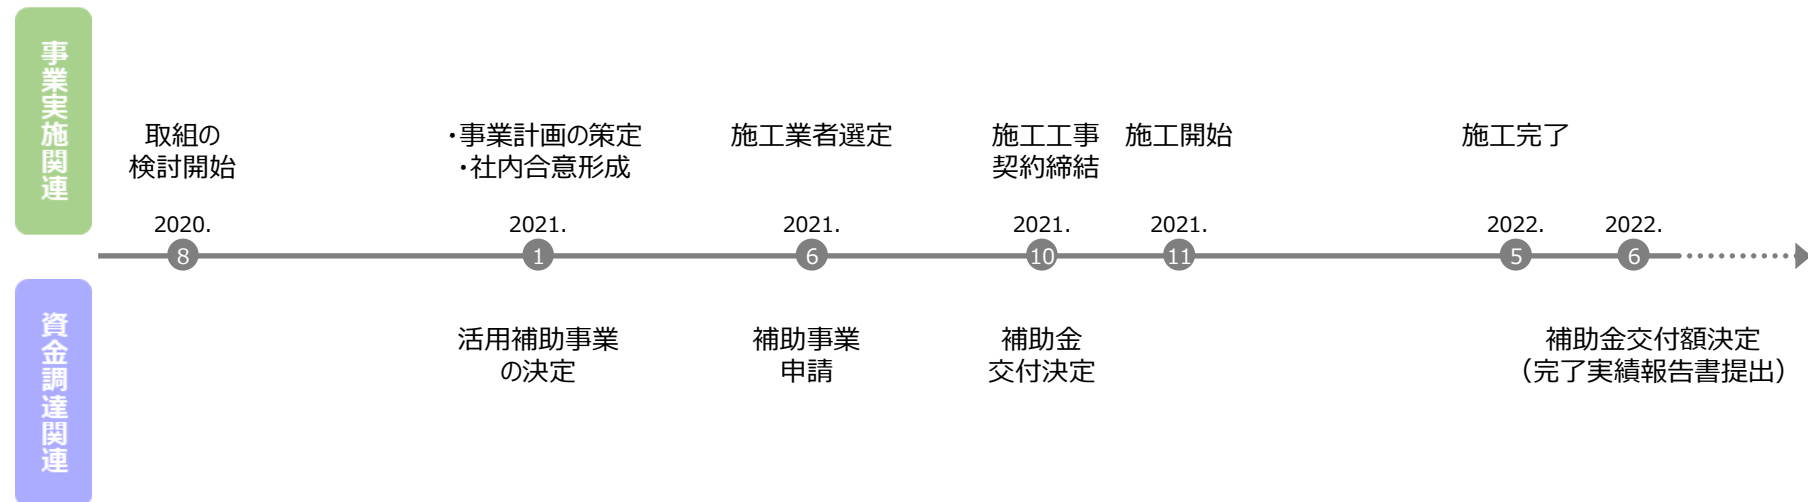 事業実施関連
取組の
検討開始
・事業計画の策定
・社内合意形成
施工業者選定
施工工事
契約締結
施工開始
施工完了
2020.
2021.
2021.
2021.
2021.
2022.
2022.
8
1
6
10
11
5
6
資金調達関連
活用補助事業
の決定
補助事業
申請
補助金
交付決定
補助金交付額決定
（完了実績報告書提出）